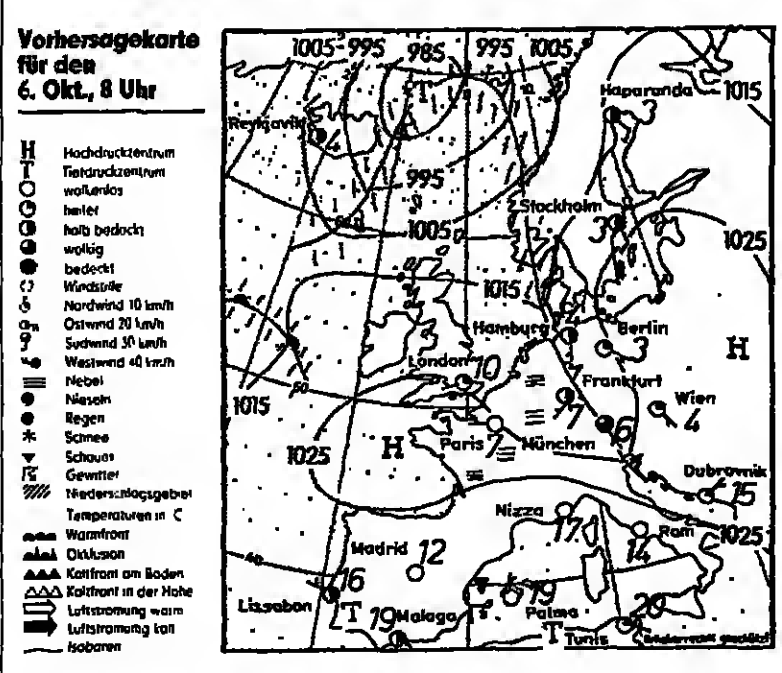 Vorhersagekarte
für den
6. Okt., 8 Uhr
H Hochdruckzentrum
T Tiefdruckzentrum
wolkenlos
heiter
halb bedeckt
wolkig
bedeckt
Windstille
Nordwind 10 km/h
Ostwind 20 km/h
Südwind 30 km/h
Westwind 40 km/h
Nebel
Nieseln
Regen
Schnee
Schauer
Gewitter
Niederschlagsgebiet
Temperaturen in C
Warmfront
Okklusion
Kaltfront am Boden
Kaltfront in der Höhe
Luftströmung warm
Luftströmung kalt
Isobaren
1005 995 985 995 1005
T
Haparanda 3
1015
Reykjavik
995
Stockholm
3
1005
1025
1015
Hamburg
Berlin
3
H
London
10
7
Frankfurt
7
Wien
4
1015
1025
H
Paris 7
München 6
Dubrovnik
15
Nizza
17
Rom
14
1025
Madrid 12
40
50
16
Lissabon
T
19 Malaga
19
Palma
20
T Tunis